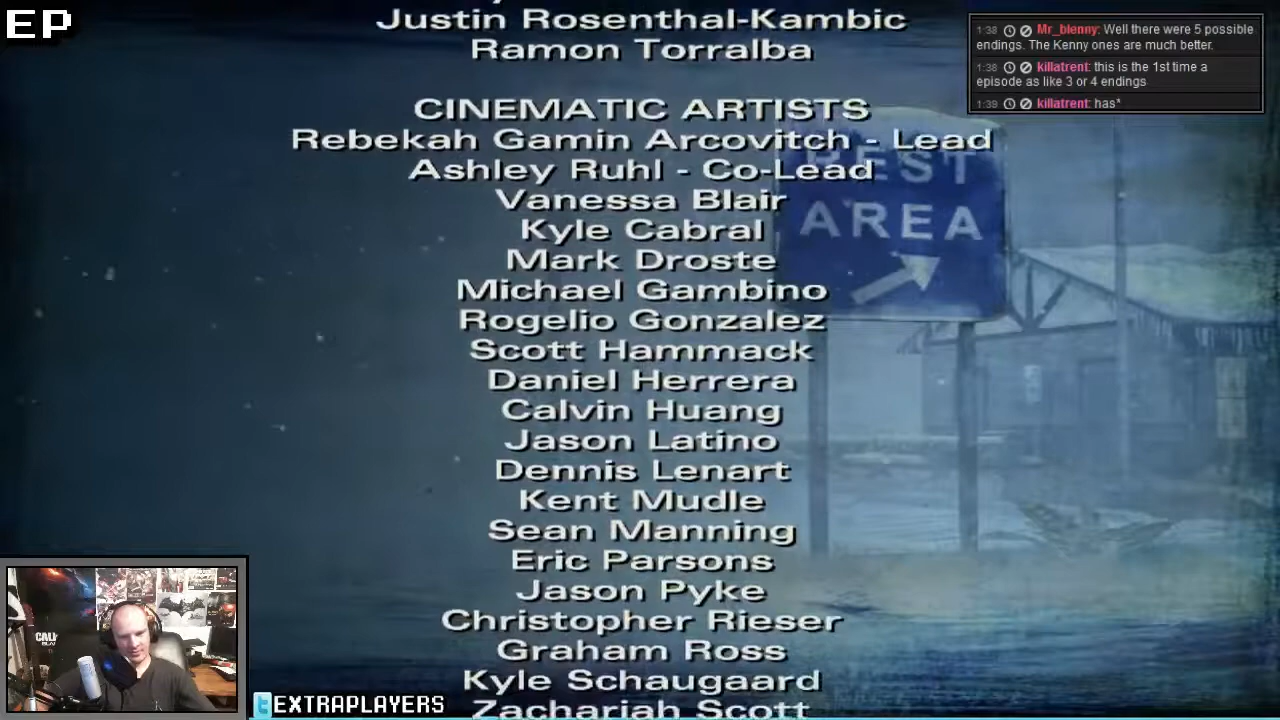 EP
Justin Rosenthal-Kambic
Ramon Torralba
CINEMATIC ARTISTS
Rebekah Gamin Arcovitch - Lead
Ashley Ruhl - Co-Lead
Vanessa Blair
Kyle Cabral
Mark Droste
Michael Gambino
Rogelio Gonzalez
Scott Hammack
Daniel Herrera
Calvin Huang
Jason Latino
Dennis Lenart
Kent Mudle
Sean Manning
Eric Parsons
Jason Pyke
Christopher Rieser
Graham Ross
Kyle Schaugaard
Zachariah Scott
1:38 Mr_blenny: Well there were 5 possible
endings. The Kenny ones are much better.
1:38 killatrent: this is the 1st time a
episode as like 3 or 4 endings
1:39 killatrent: has*
REST
AREA
CALL
EXTRAPLAYERS